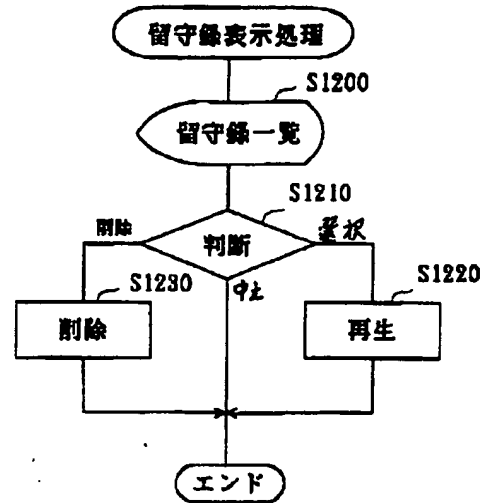 留守録表示処理
S1200
留守録一覧
S1210
削除
判断
選択
中止
S1230
S1220
削除
再生
エンド